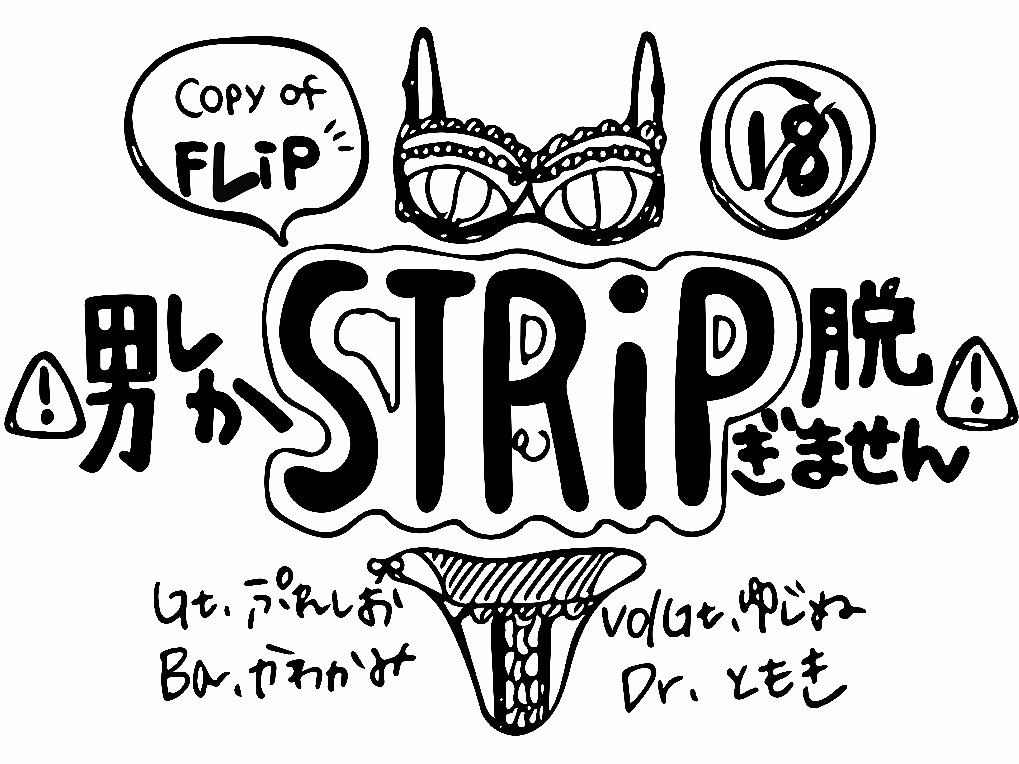 Copy of
FLiP
18
男しか
STRiP
脱
ぎません
Gt. ぷれしお
Vo/Gt. ゆじぬ
Ba. かわかみ
Dr. ともき